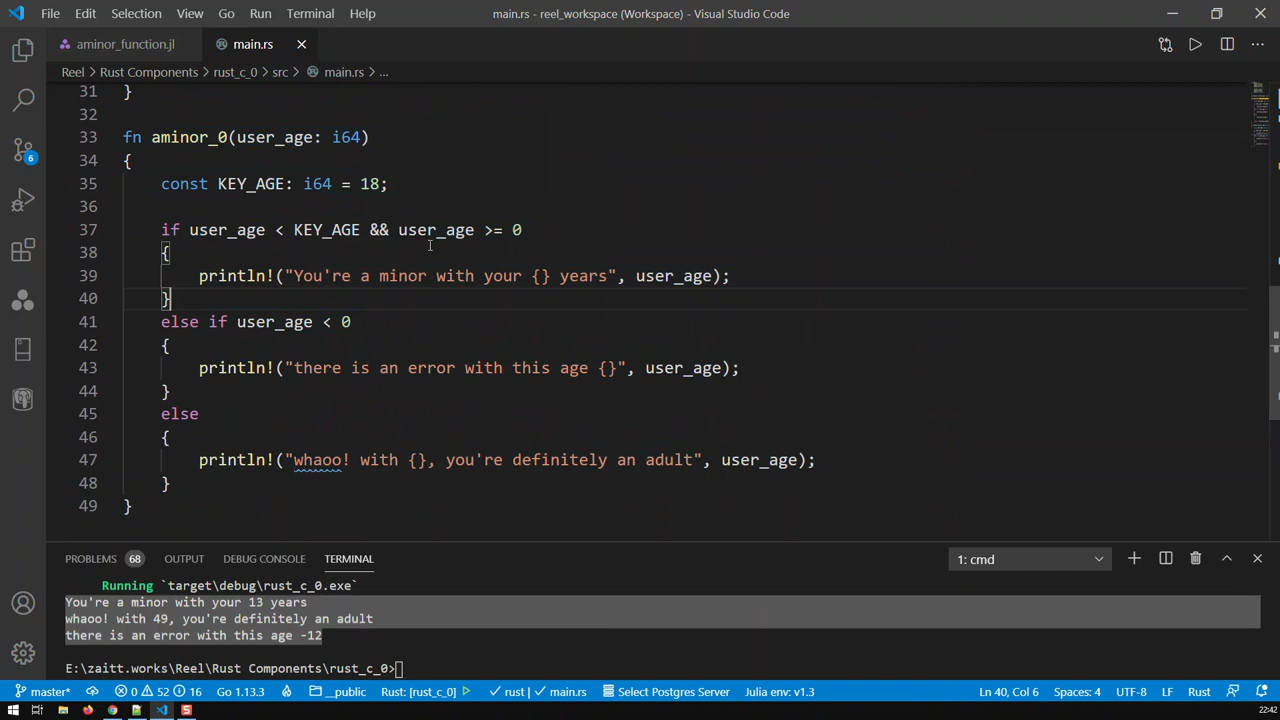 File Edit Selection View Go Run Terminal Help main.rs - reel_workspace (Workspace) - Visual Studio Code
aminor_function.jl main.rs
Reel > Rust Components > rust_c_0 > src > main.rs > ...
31 }
32
33 fn aminor_0(user_age: i64)
34 {
35 const KEY_AGE: i64 = 18;
36
37 if user_age < KEY_AGE && user_age >= 0
38 {
39 println!("You're a minor with your {} years", user_age);
40 }
41 else if user_age < 0
42 {
43 println!("there is an error with this age {}", user_age);
44 }
45 else
46 {
47 println!("whaoo! with {}, you're definitely an adult", user_age);
48 }
49 }
6
PROBLEMS 68 OUTPUT DEBUG CONSOLE TERMINAL 1: cmd
Running `target\debug\rust_c_0.exe`
You're a minor with your 13 years
whaoo! with 49, you're definitely an adult
there is an error with this age -12
E:\zaitt.works\Reel\Rust Components\rust_c_0>
master* 0 52 16 Go 1.13.3 __public Rust: [rust_c_0] rust | main.rs Select Postgres Server Julia env: v1.3 Ln 40, Col 6 Spaces: 4 UTF-8 LF Rust
22:42